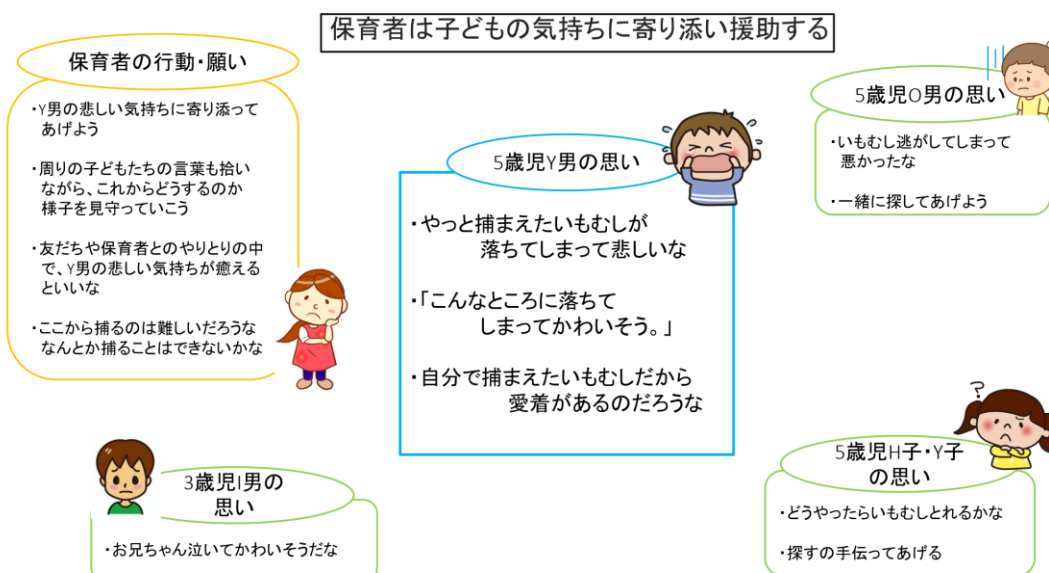 保育者は子どもの気持ちに寄り添い援助する
保育者の行動・願い
・Y男の悲しい気持ちに寄り添って
あげよう
・周りの子どもたちの言葉も拾い
ながら、これからどうするのか
様子を見守っていこう
・友だちや保育者とのやりとりの中
で、Y男の悲しい気持ちが癒える
といいな
・ここから捕るのは難しいだろうな
なんとか捕ることはできないかな
5歳児Y男の思い
・やっと捕まえたいもむしが
落ちてしまって悲しいな
・「こんなところに落ちて
しまってかわいそう。」
・自分で捕まえたいもむしだから
愛着があるのだろうな
5歳児O男の思い
・いもむし逃がしてしまって
悪かったな
・一緒に探してあげよう
3歳児I男の
思い
・お兄ちゃん泣いてかわいそうだな
?
5歳児H子・Y子
の思い
・どうやったらいもむしとれるかな
・探すの手伝ってあげる